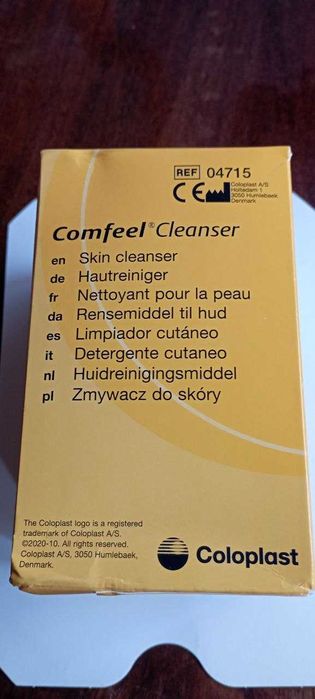 REF 04715
CE Coloplast A/S
Holtedam 1
3050 Humlebaek
Denmark
Comfeel® Cleanser
en Skin cleanser
de Hautreiniger
fr Nettoyant pour la peau
da Rensemiddel til hud
es Limpiador cutáneo
it Detergente cutaneo
nl Huidreinigingsmiddel
pl Zmywacz do skóry
The Coloplast logo is a registered
trademark of Coloplast A/S.
©2020-10. All rights reserved.
Coloplast A/S, 3050 Humlebaek,
Denmark.
Coloplast